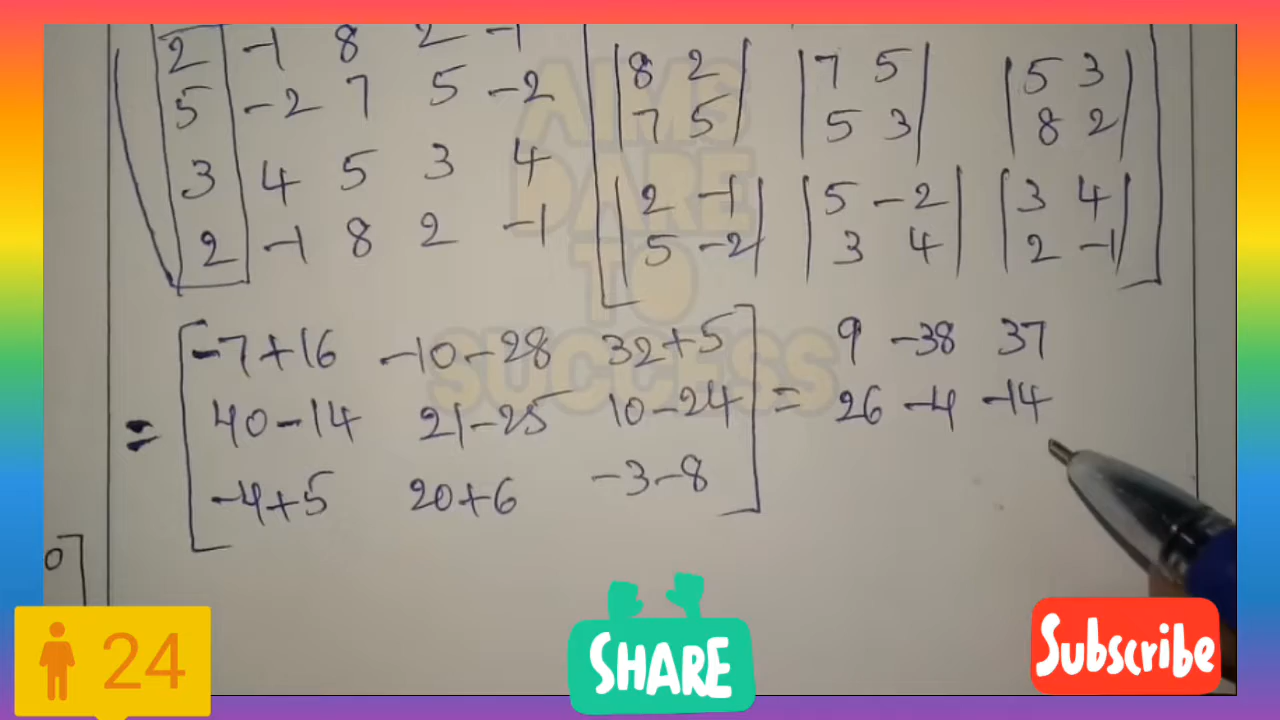 2 -1 8 2 -1
5 -2 7 5 -2
3 4 5 3 4
2 -1 8 2 -1
|8 2| |7 5| |5 3|
|7 5| |5 3| |8 2|
|2 -1| |5 -2| |3 4|
|5 -2| |3 4| |2 -1|
-7+16 -10-28 32+5
= 40-14 21-25 10-24
-4+5 20+6 -3-8
9 -38 37
= 26 -4 -14
0]
AIMS
DARE
TO
SUCCESS
24
SHARE
Subscribe